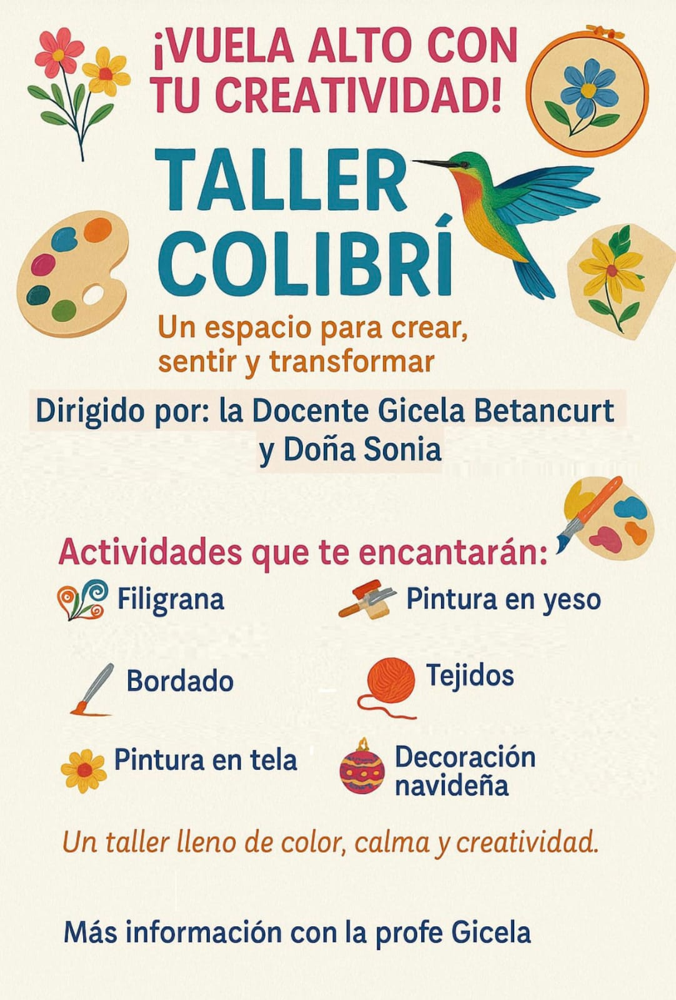 ¡VUELA ALTO CON
TU CREATIVIDAD!
TALLER
COLIBRÍ
Un espacio para crear,
sentir y transformar
Dirigido por: la Docente Gicela Betancurt
y Doña Sonia
Actividades que te encantarán:
Filigrana
Pintura en yeso
Bordado
Tejidos
Pintura en tela
Decoración
navideña
Un taller lleno de color, calma y creatividad.
Más información con la profe Gicela